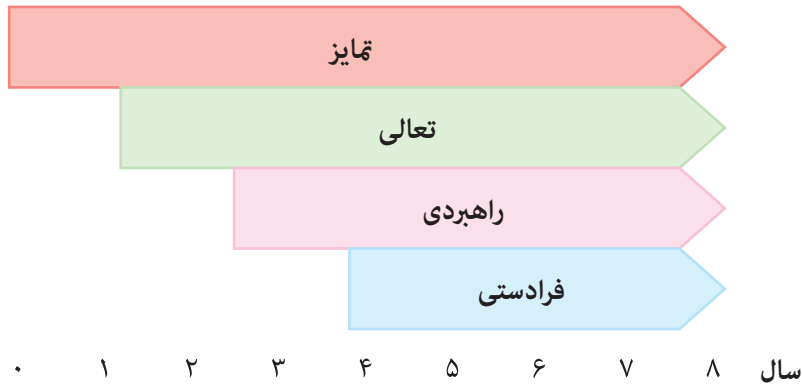 تمایز
تعالی
راهبردی
فرادستی
۰ ۱ ۲ ۳ ۴ ۵ ۶ ۷ ۸ سال